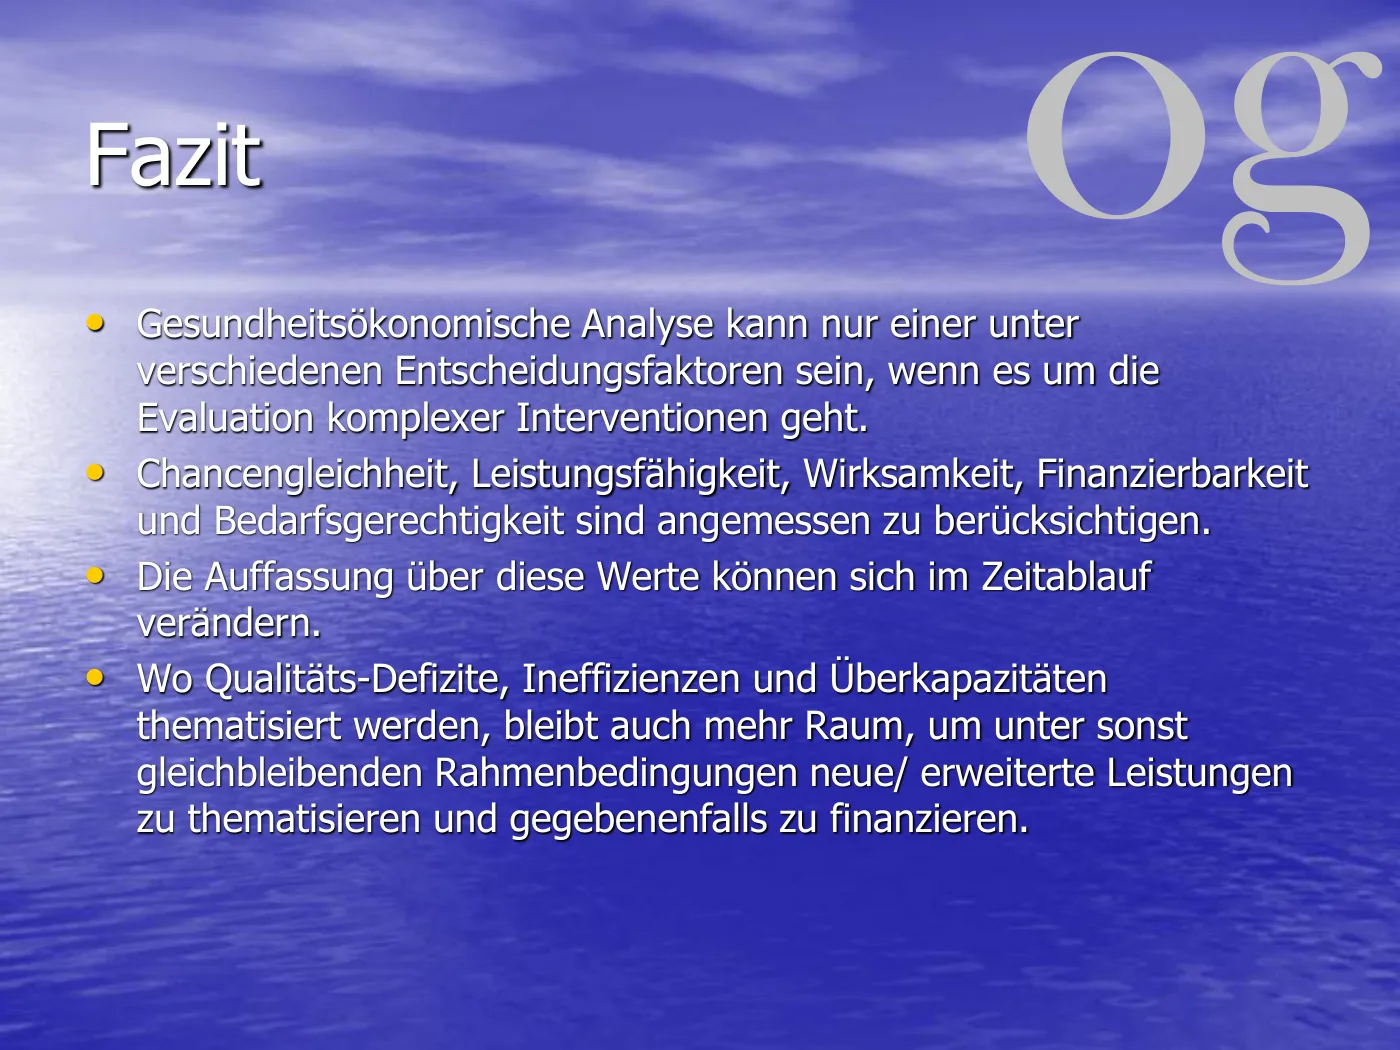 og
Fazit
• Gesundheitsökonomische Analyse kann nur einer unter
verschiedenen Entscheidungsfaktoren sein, wenn es um die
Evaluation komplexer Interventionen geht.
• Chancengleichheit, Leistungsfähigkeit, Wirksamkeit, Finanzierbarkeit
und Bedarfsgerechtigkeit sind angemessen zu berücksichtigen.
• Die Auffassung über diese Werte können sich im Zeitablauf
verändern.
• Wo Qualitäts-Defizite, Ineffizienzen und Überkapazitäten
thematisiert werden, bleibt auch mehr Raum, um unter sonst
gleichbleibenden Rahmenbedingungen neue/ erweiterte Leistungen
zu thematisieren und gegebenenfalls zu finanzieren.